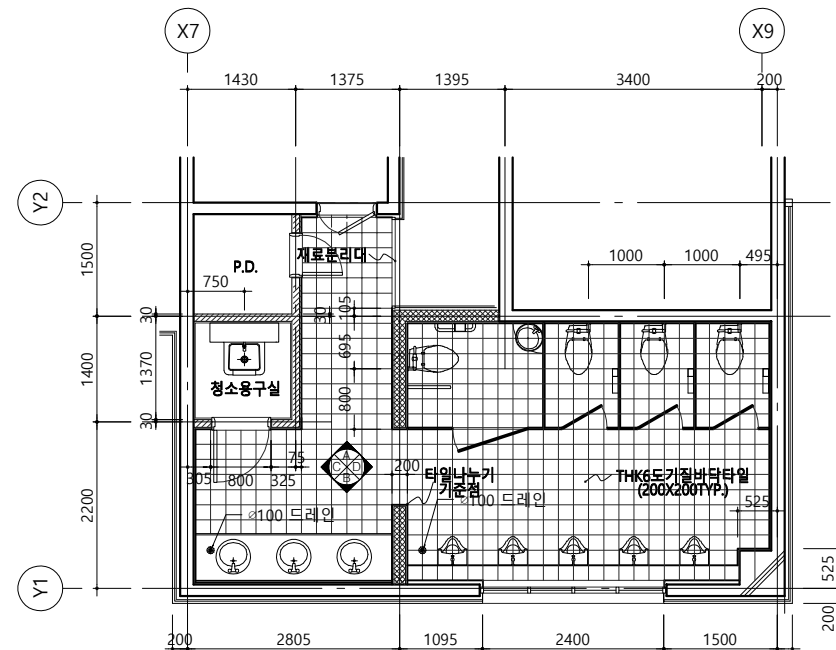 X7
X9
1430
1375
1395
3400
200
Y2
1500
1400
2200
Y1
30
1370
30
P.D.
750
재료분리대
30
105
695
800
1000
1000
495
청소용구실
305
800
325
75
A
C
D
B
200
타일나누기
기준점
THK6도기질바닥타일
(200X200TYP.)
525
⌀100 드레인
⌀100 드레인
525
200
200
2805
1095
2400
1500